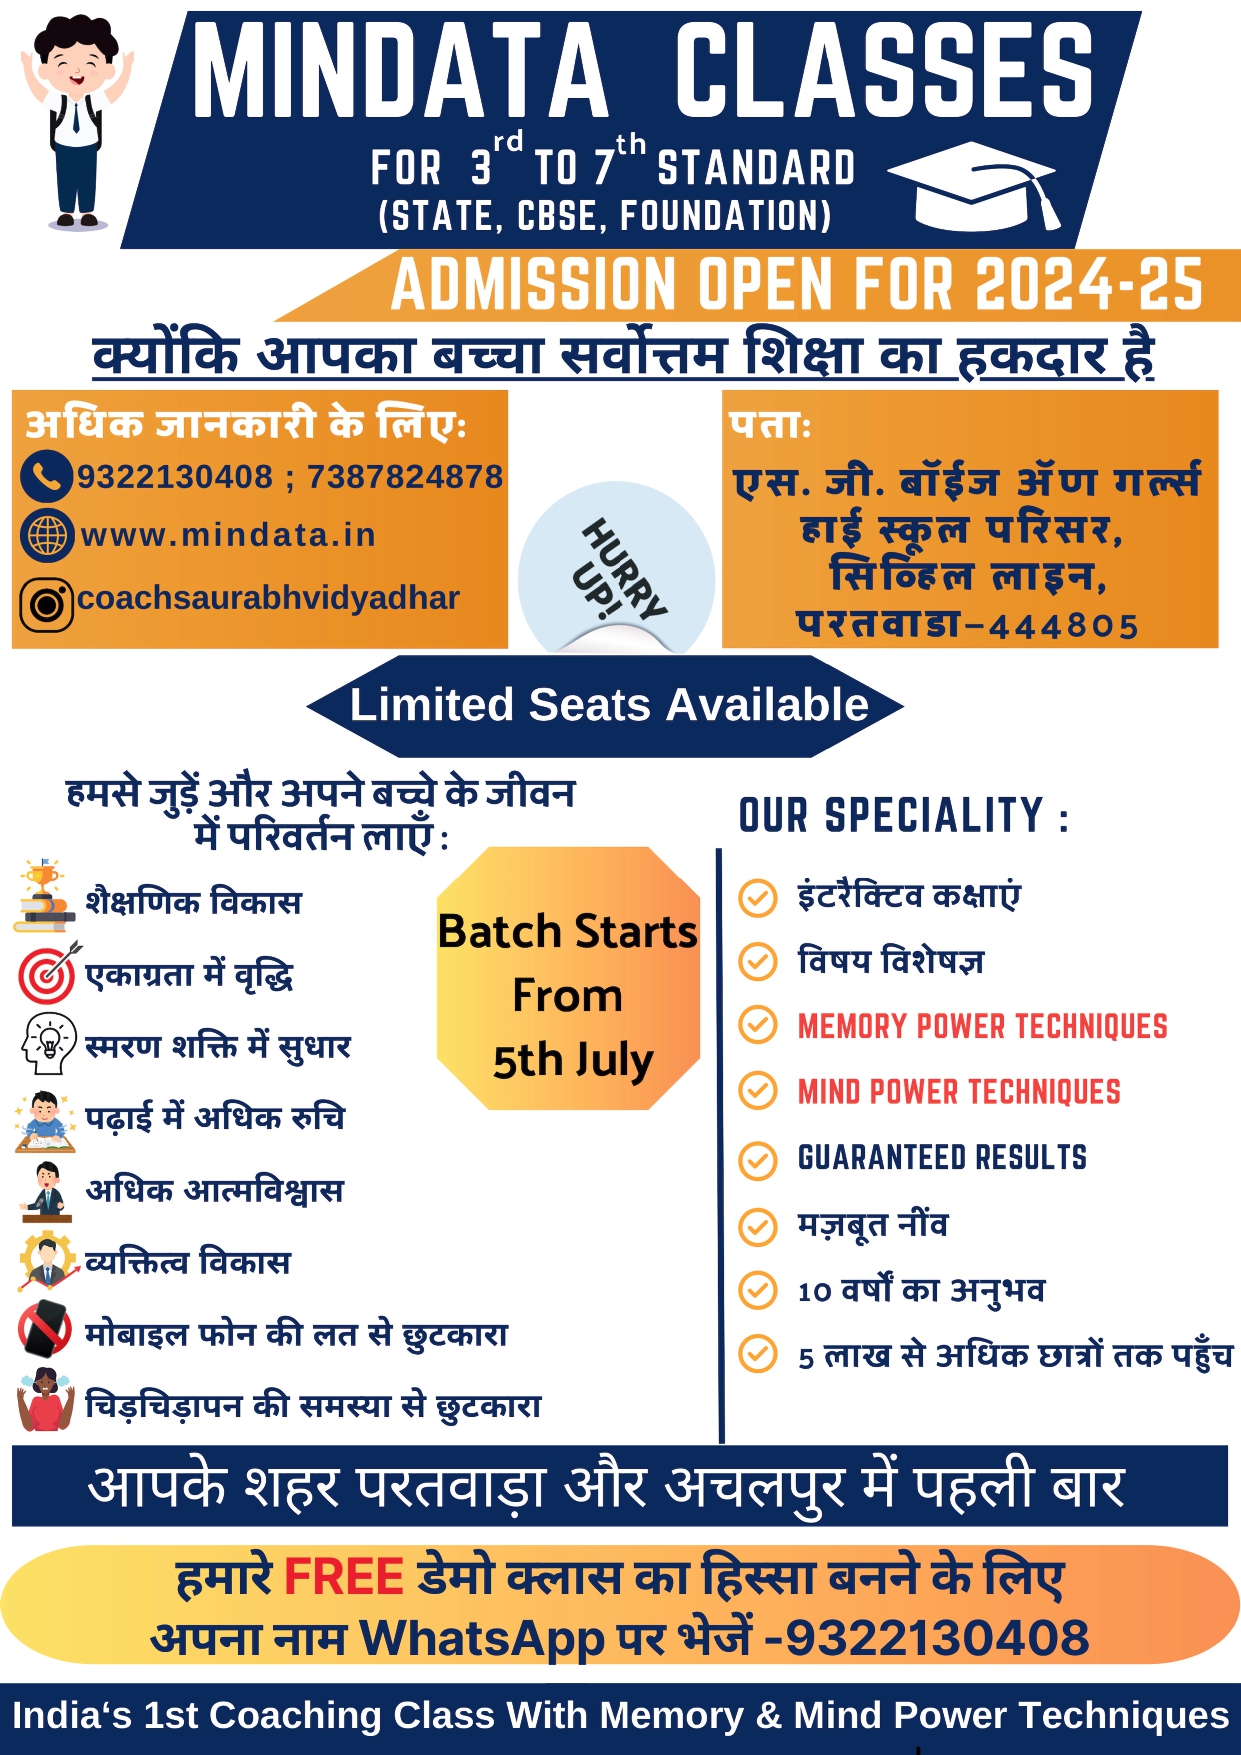 MINDATA CLASSES
FOR 3rd TO 7th STANDARD
(STATE, CBSE, FOUNDATION)
ADMISSION OPEN FOR 2024-25
क्योंकि आपका बच्चा सर्वोत्तम शिक्षा का हकदार है
अधिक जानकारी के लिए:
9322130408 ; 7387824878
www.mindata.in
coachsaurabhvidyadhar
HURRY
UP!
पता:
एस. जी. बॉईज ॲण गर्ल्स
हाई स्कूल परिसर,
सिव्हिल लाइन,
परतवाडा–444805
Limited Seats Available
हमसे जुड़ें और अपने बच्चे के जीवन
में परिवर्तन लाएँ :
शैक्षणिक विकास
एकाग्रता में वृद्धि
स्मरण शक्ति में सुधार
पढ़ाई में अधिक रुचि
अधिक आत्मविश्वास
व्यक्तित्व विकास
मोबाइल फोन की लत से छुटकारा
चिड़चिड़ापन की समस्या से छुटकारा
Batch Starts
From
5th July
OUR SPECIALITY :
इंटरैक्टिव कक्षाएं
विषय विशेषज्ञ
MEMORY POWER TECHNIQUES
MIND POWER TECHNIQUES
GUARANTEED RESULTS
मज़बूत नींव
10 वर्षों का अनुभव
5 लाख से अधिक छात्रों तक पहुँच
आपके शहर परतवाड़ा और अचलपुर में पहली बार
हमारे FREE डेमो क्लास का हिस्सा बनने के लिए
अपना नाम WhatsApp पर भेजें -9322130408
India‘s 1st Coaching Class With Memory & Mind Power Techniques